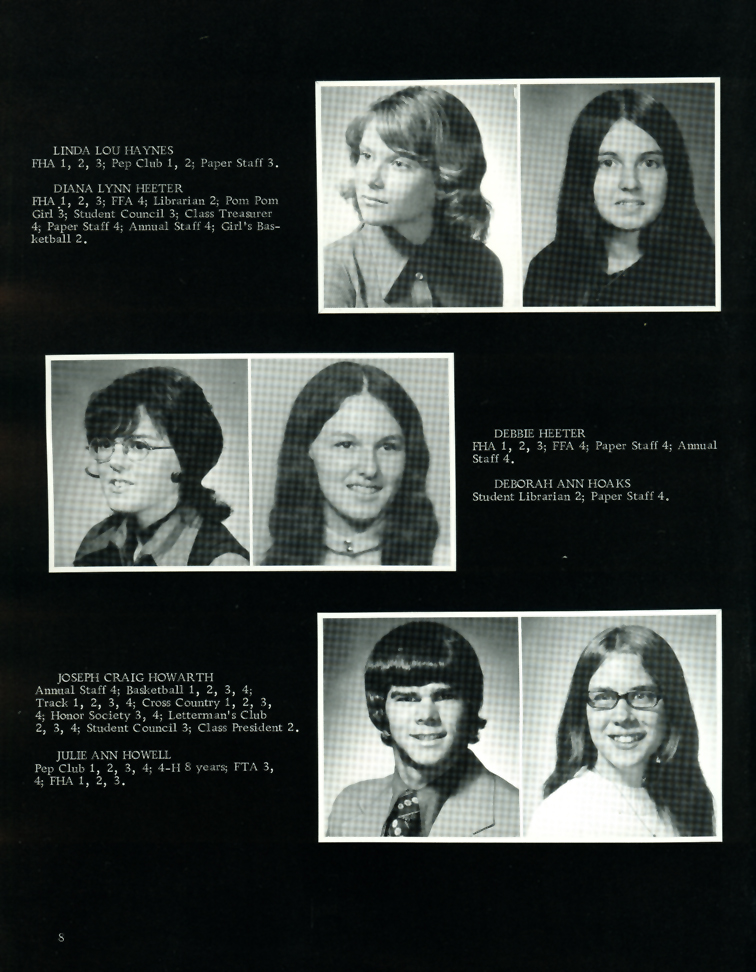 LINDA LOU HAYNES
FHA 1, 2, 3; Pep Club 1, 2; Paper Staff 3.
DIANA LYNN HEETER
FHA 1, 2, 3; FFA 4; Librarian 2; Pom Pom
Girl 3; Student Council 3; Class Treasurer
4; Paper Staff 4; Annual Staff 4; Girl's Bas-
ketball 2.
DEBBIE HEETER
FHA 1, 2, 3; FFA 4; Paper Staff 4; Annual
Staff 4.
DEBORAH ANN HOAKS
Student Librarian 2; Paper Staff 4.
JOSEPH CRAIG HOWARTH
Annual Staff 4; Basketball 1, 2, 3, 4;
Track 1, 2, 3, 4; Cross Country 1, 2, 3,
4; Honor Society 3, 4; Letterman's Club
2, 3, 4; Student Council 3; Class President 2.
JULIE ANN HOWELL
Pep Club 1, 2, 3, 4; 4-H 8 years; FTA 3,
4; FHA 1, 2, 3.
8